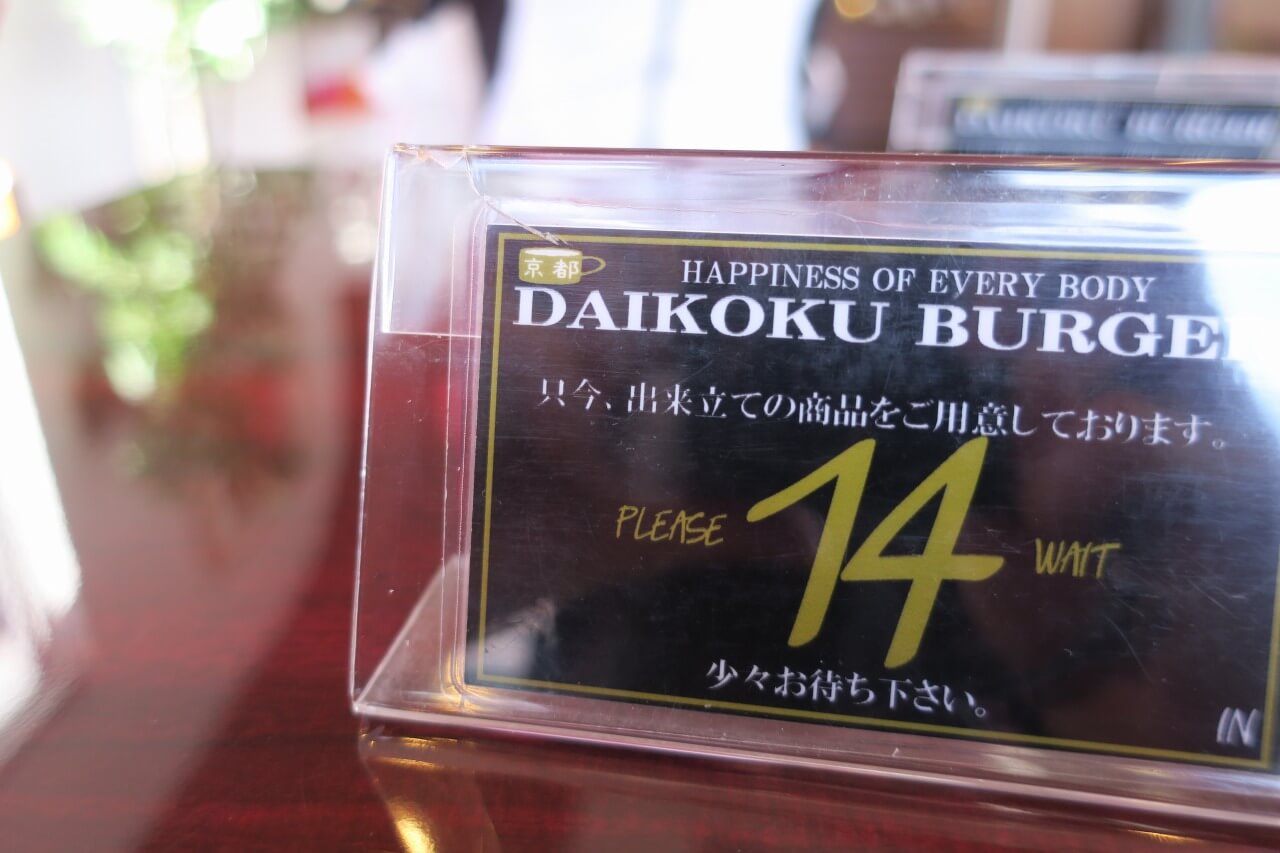 京都
HAPPINESS OF EVERY BODY
DAIKOKU BURGE
只今、出来立ての商品をご用意しております。
PLEASE 14 WAIT
少々お待ち下さい。
IN